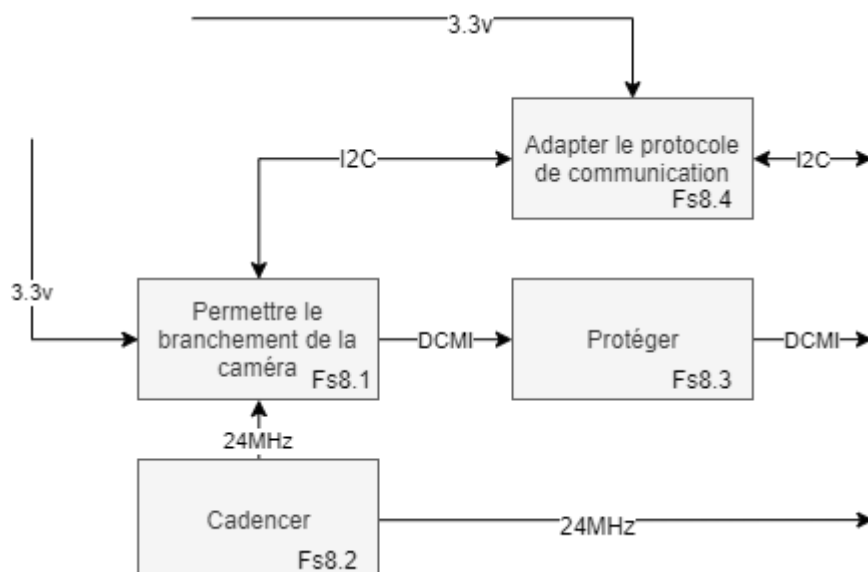 3.3v
Adapter le protocole
de communication
Fs8.4
I2C
I2C
3.3v
Permettre le
branchement de la
caméra
Fs8.1
DCMI
Protéger
Fs8.3
DCMI
24MHz
Cadencer
Fs8.2
24MHz